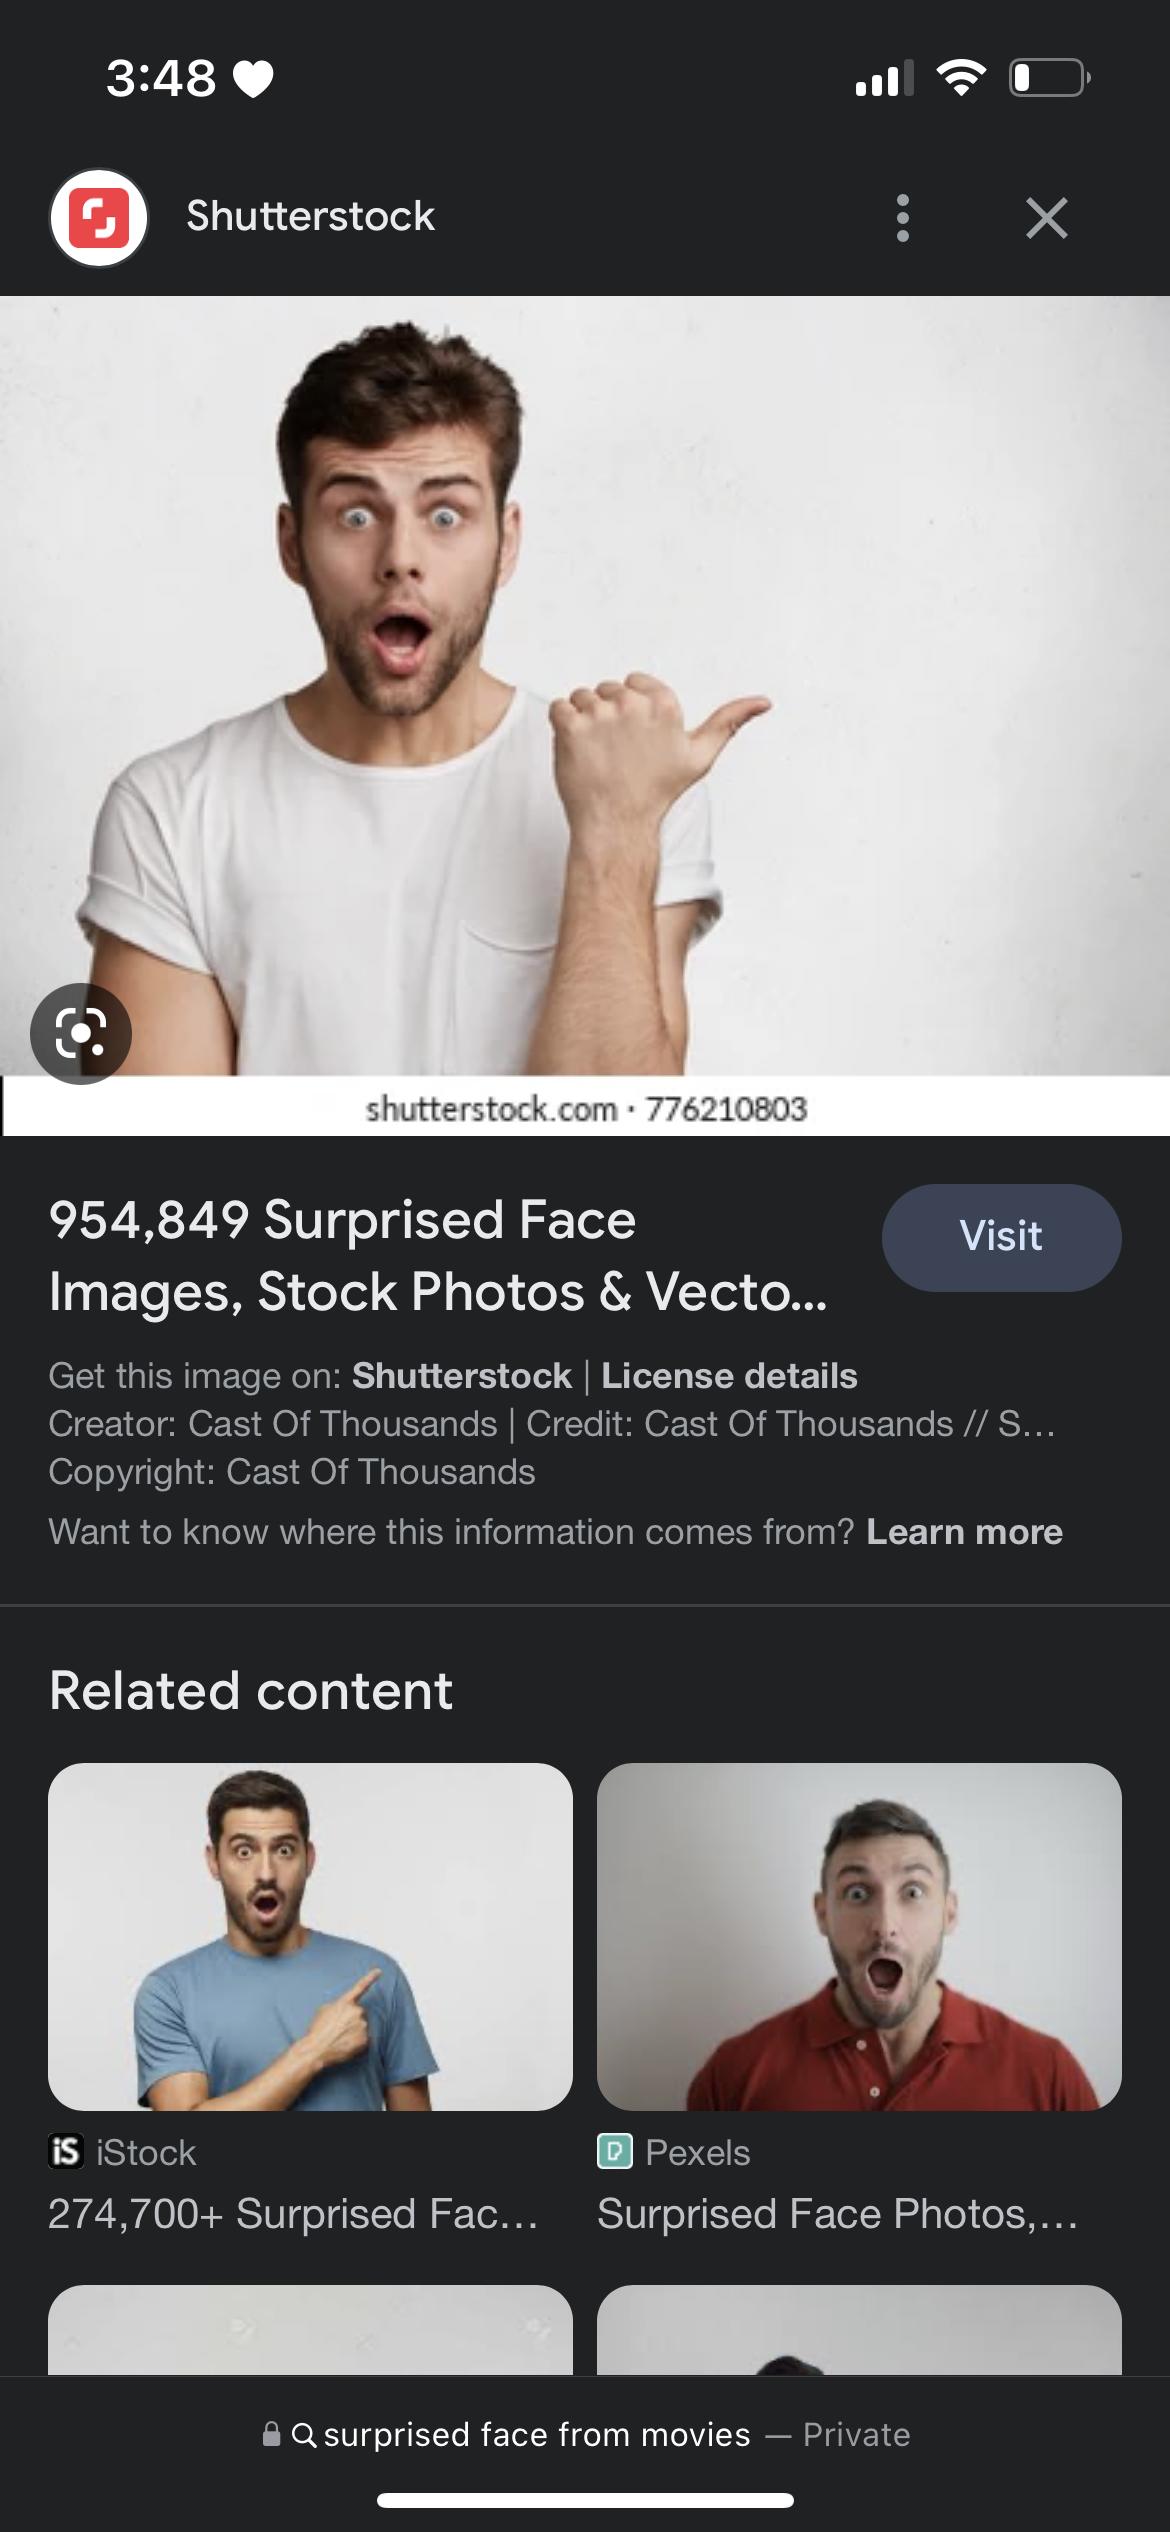 3:48
Shutterstock
shutterstock.com · 776210803
954,849 Surprised Face
Images, Stock Photos & Vecto...
Visit
Get this image on: Shutterstock | License details
Creator: Cast Of Thousands | Credit: Cast Of Thousands // S...
Copyright: Cast Of Thousands
Want to know where this information comes from? Learn more
Related content
iS iStock
274,700+ Surprised Fac...
Pexels
Surprised Face Photos,...
surprised face from movies — Private